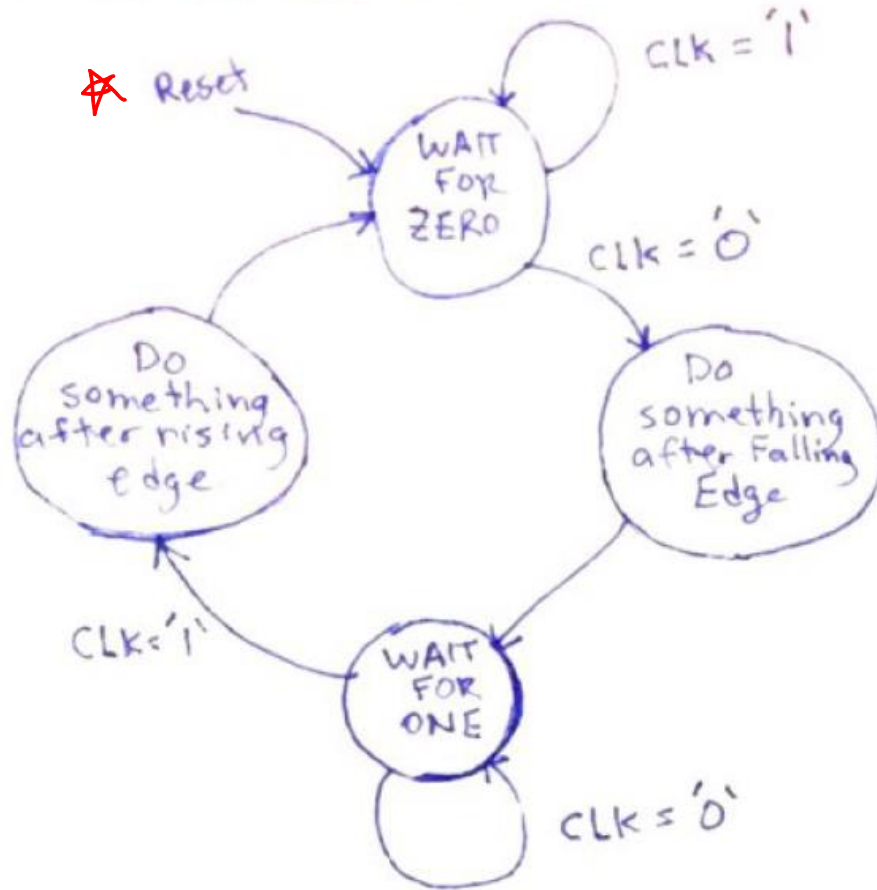 Reset
CLK = '1'
WAIT
FOR
ZERO
CLK = '0'
Do
something
after rising
edge
Do
something
after Falling
Edge
CLK = '1'
WAIT
FOR
ONE
CLK = '0'